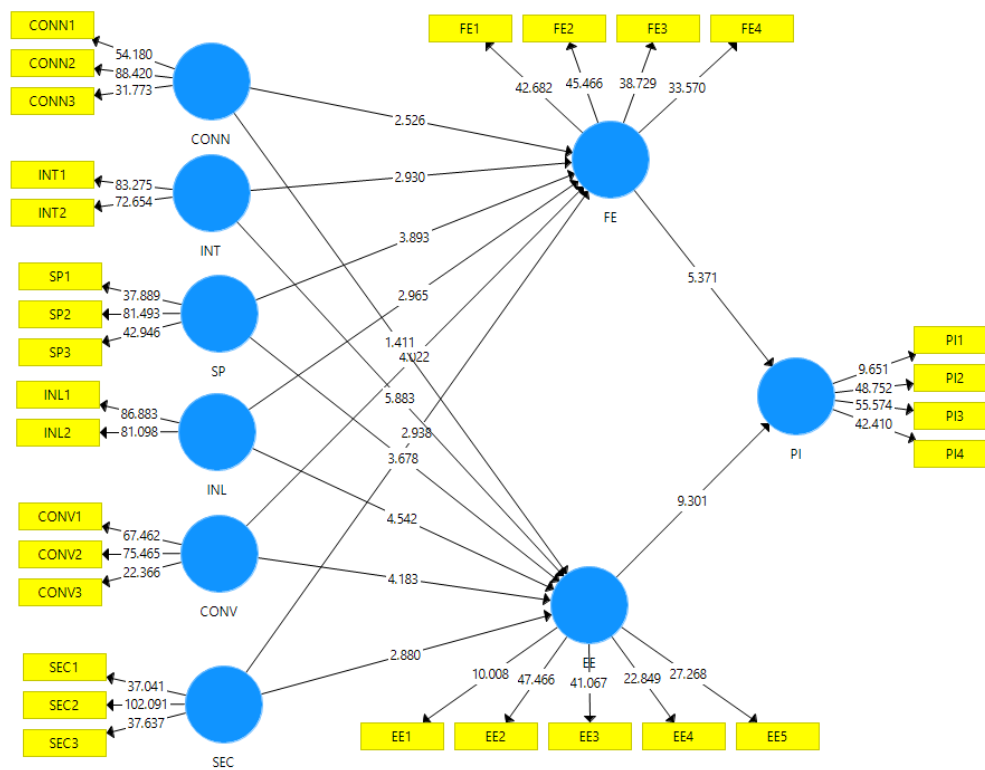 CONN1
CONN2
CONN3
54.180
88.420
31.773
CONN
INT1
INT2
83.275
72.654
INT
SP1
SP2
SP3
37.889
81.493
42.946
SP
INL1
INL2
86.883
81.098
INL
CONV1
CONV2
CONV3
67.462
75.465
22.366
CONV
SEC1
SEC2
SEC3
37.041
102.091
37.637
SEC
FE1
FE2
FE3
FE4
42.682
45.466
38.729
33.570
FE
2.526
2.930
3.893
2.965
1.411
4.022
5.883
2.938
3.678
4.542
4.183
2.880
5.371
9.301
PI1
PI2
PI3
PI4
9.651
48.752
55.574
42.410
PI
EE
10.008
47.466
41.067
22.849
27.268
EE1
EE2
EE3
EE4
EE5